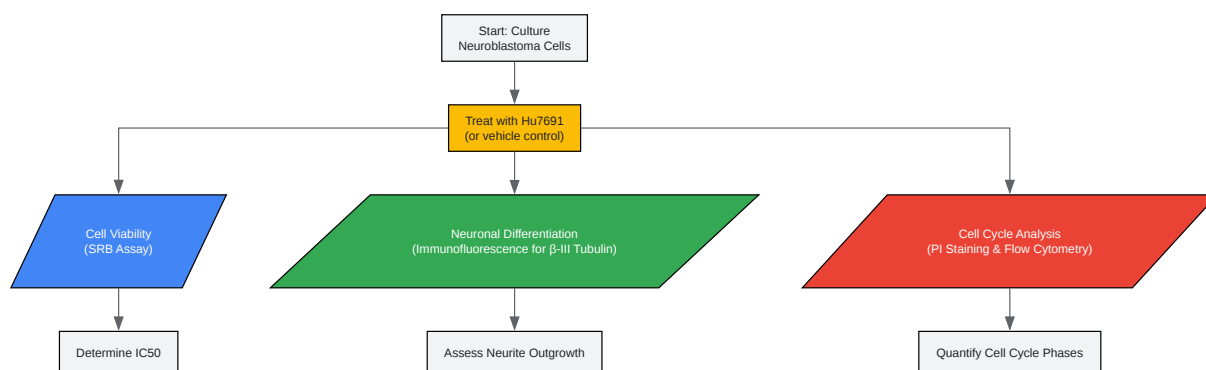 Start: Culture
Neuroblastoma Cells
Treat with Hu7691
(or vehicle control)
Cell Viability
(SRB Assay)
Neuronal Differentiation
(Immunofluorescence for β-III Tubulin)
Cell Cycle Analysis
(PI Staining & Flow Cytometry)
Determine IC50
Assess Neurite Outgrowth
Quantify Cell Cycle Phases